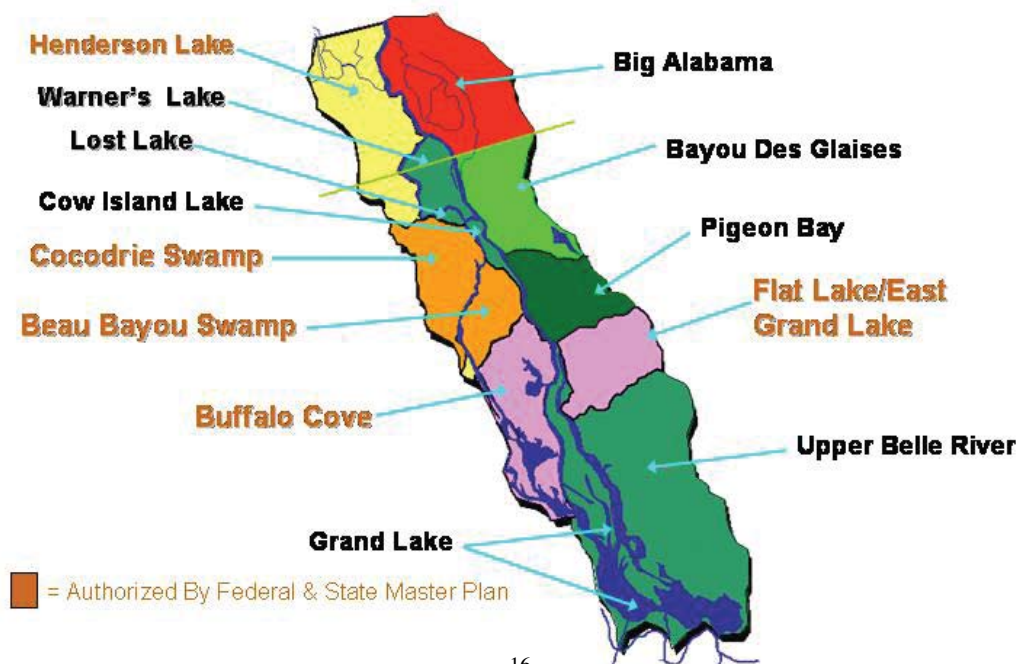 Henderson Lake
Big Alabama
Warner's Lake
Lost Lake
Bayou Des Glaises
Cow Island Lake
Pigeon Bay
Cocodrie Swamp
Flat Lake/East
Grand Lake
Beau Bayou Swamp
Buffalo Cove
Upper Belle River
Grand Lake
= Authorized By Federal & State Master Plan
16